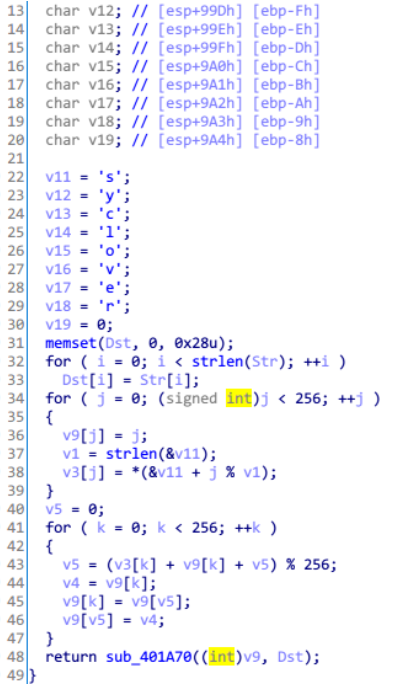 13 char v12; // [esp+99Dh] [ebp-Fh]
14 char v13; // [esp+99Eh] [ebp-Eh]
15 char v14; // [esp+99Fh] [ebp-Dh]
16 char v15; // [esp+9A0h] [ebp-Ch]
17 char v16; // [esp+9A1h] [ebp-Bh]
18 char v17; // [esp+9A2h] [ebp-Ah]
19 char v18; // [esp+9A3h] [ebp-9h]
20 char v19; // [esp+9A4h] [ebp-8h]
21
22 v11 = 's';
23 v12 = 'y';
24 v13 = 'c';
25 v14 = 'l';
26 v15 = 'o';
27 v16 = 'v';
28 v17 = 'e';
29 v18 = 'r';
30 v19 = 0;
31 memset(Dst, 0, 0x28u);
32 for ( i = 0; i < strlen(Str); ++i )
33 Dst[i] = Str[i];
34 for ( j = 0; (signed int)j < 256; ++j )
35 {
36 v9[j] = j;
37 v1 = strlen(&v11);
38 v3[j] = *(&v11 + j % v1);
39 }
40 v5 = 0;
41 for ( k = 0; k < 256; ++k )
42 {
43 v5 = (v3[k] + v9[k] + v5) % 256;
44 v4 = v9[k];
45 v9[k] = v9[v5];
46 v9[v5] = v4;
47 }
48 return sub_401A70((int)v9, Dst);
49 }